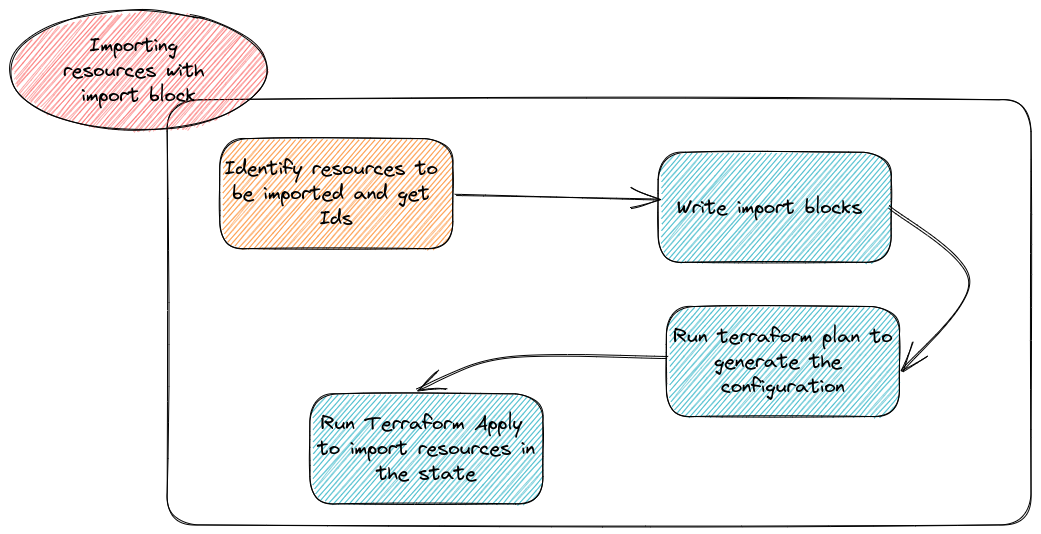 Importing
resources with
import block
Identify resources to
be imported and get
Ids
Write import blocks
Run terraform plan to
generate the
configuration
Run Terraform Apply
to import resources in
the state